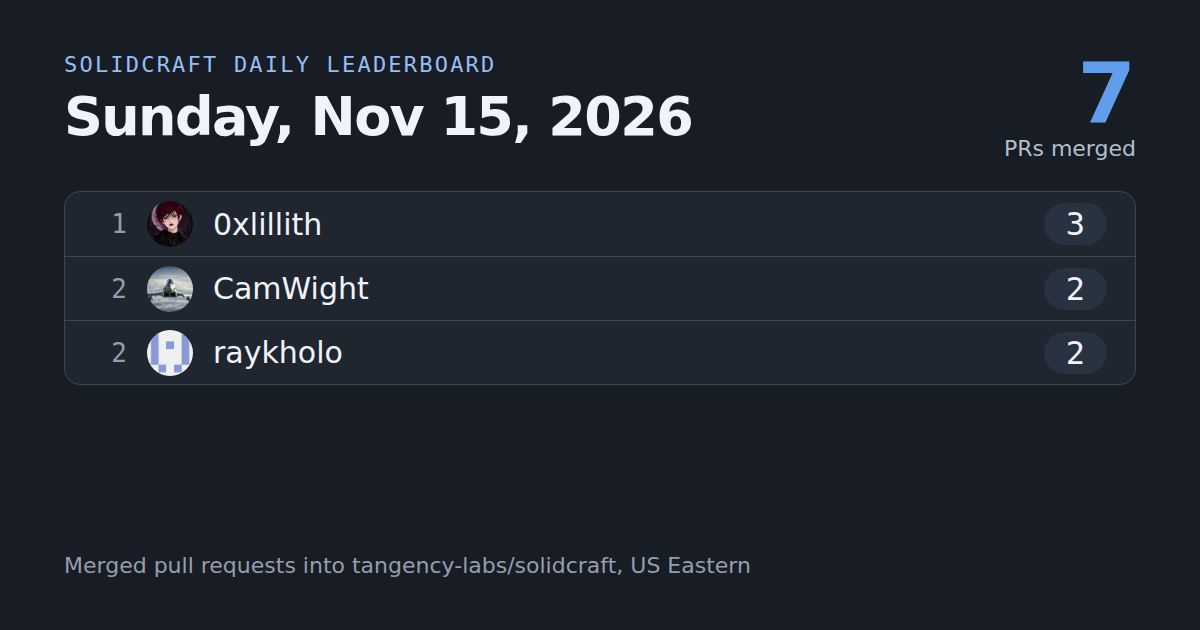 SOLIDCRAFT DAILY LEADERBOARD
Sunday, Nov 15, 2026
7
PRs merged
1 0xlillith 3
2 CamWight 2
2 raykholo 2
Merged pull requests into tangency-labs/solidcraft, US Eastern